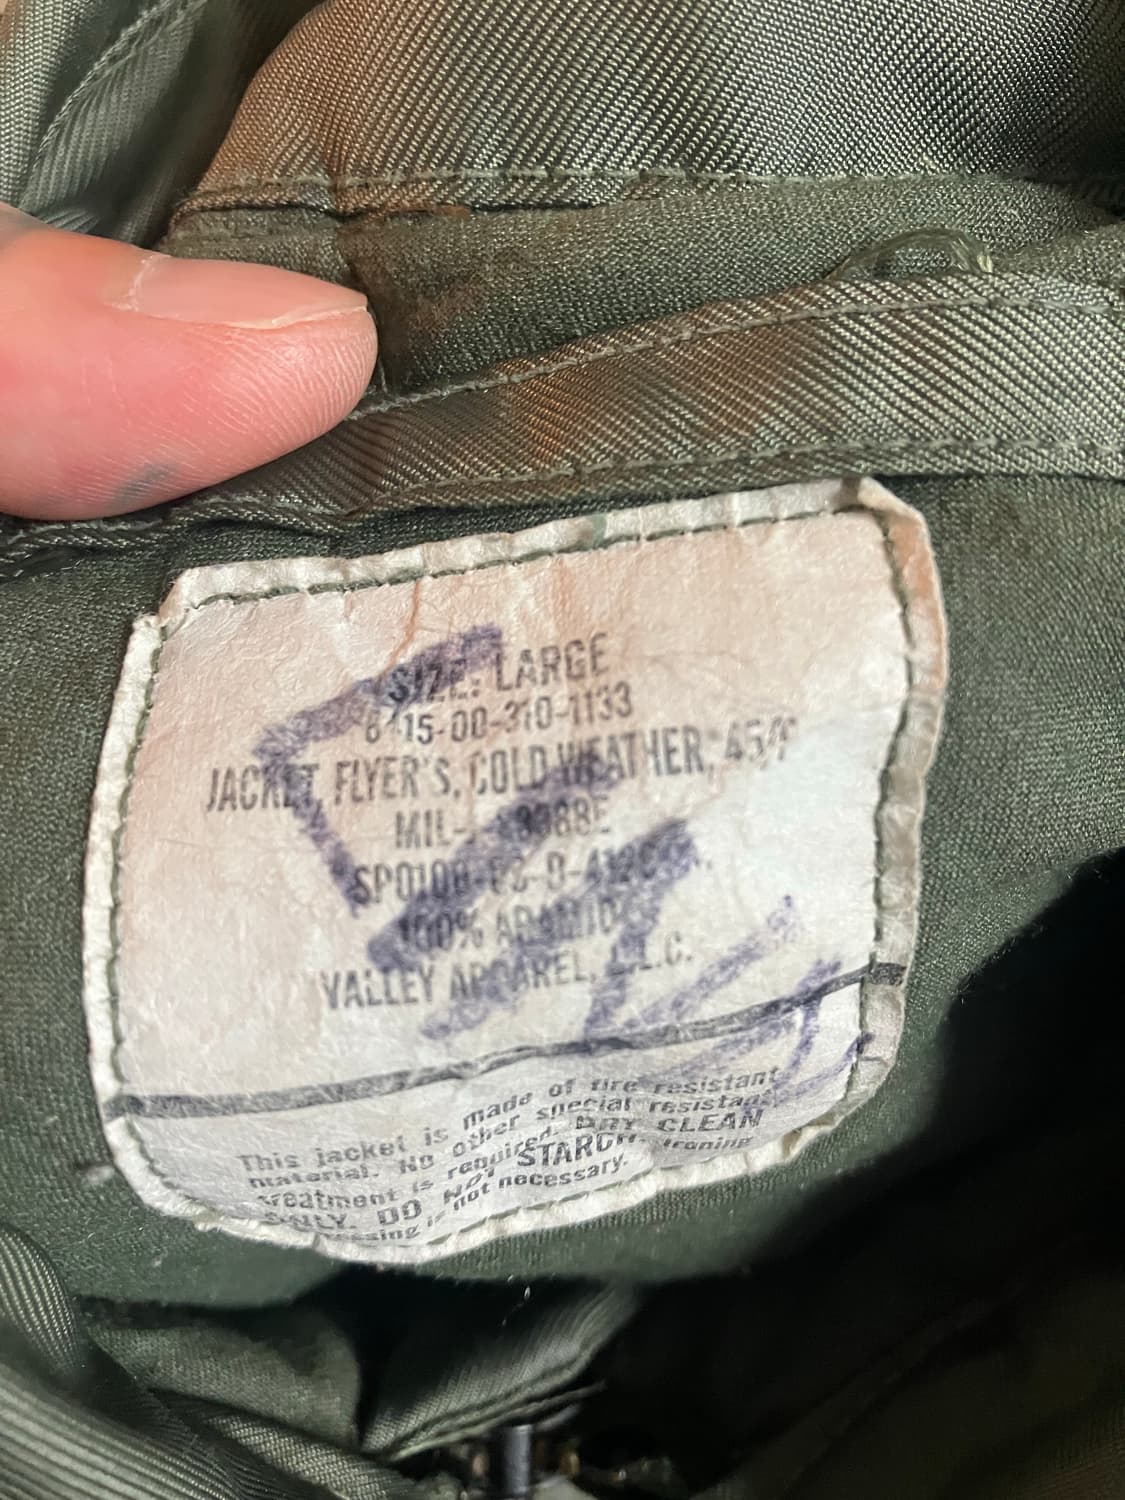 SIZE: LARGE
8415-00-310-1133
JACKET, FLYER'S, COLD WEATHER, 45/P
MIL-
100% ARAMID
VALLEY APPAREL, L.L.C.
This jacket is made of fire resistant
material. No other special resistant
treatment is required. DRY CLEAN
ONLY. DO NOT STARCH. Ironing
pressing is not necessary.